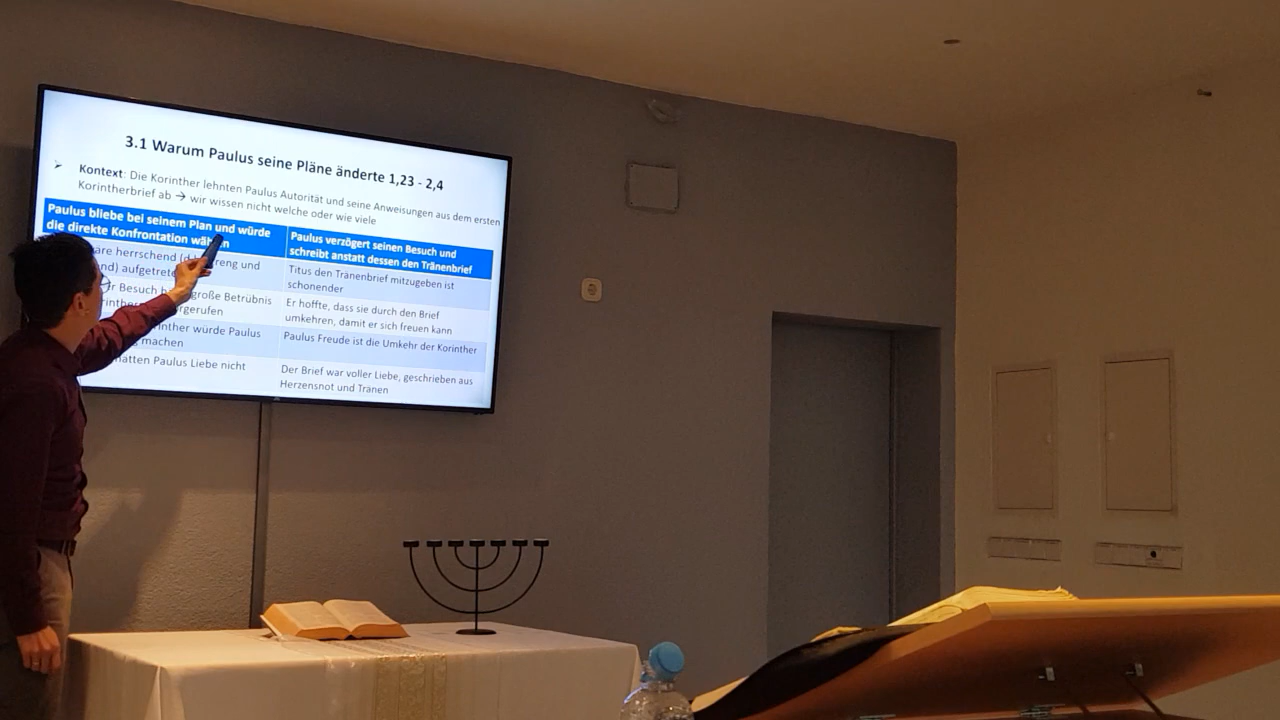 3.1 Warum Paulus seine Pläne änderte 1,23 - 2,4
➢ Kontext: Die Korinther lehnten Paulus Autorität und seine Anweisungen aus dem ersten
Korintherbrief ab → wir wissen nicht welche oder wie viele
Paulus bliebe bei seinem Plan und würde
die direkte Konfrontation
Paulus verzögert seinen Besuch und
schreibt anstatt dessen den Tränenbrief
herrschend und
aufgetre
Titus den Tränenbrief mitzugeben ist
schonender
Besuch große Betrübnis
Er hoffte, dass sie durch den Brief
umkehren, damit er sich freuen kann
würde Paulus
machen
Paulus Freude ist die Umkehr der Korinther
hätten Paulus Liebe nicht
Der Brief war voller Liebe, geschrieben aus
Herzensnot und Tränen